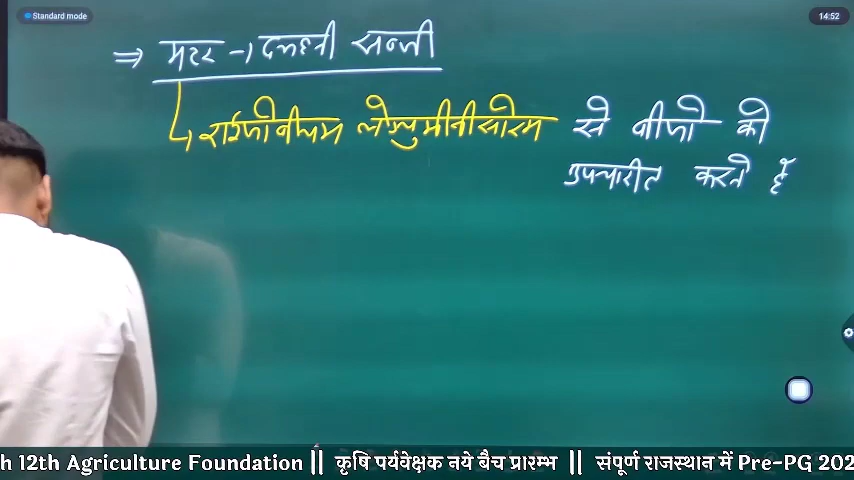 Standard mode
14:52
⇒ मटर → दलहनी सब्जी
↳ राईजोबीयम लेग्युमीनीसोरम से बीजो को
उपचारीत करते है
h 12th Agriculture Foundation || कृषि पर्यवेक्षक नये बैच प्रारम्भ || संपूर्ण राजस्थान में Pre-PG 202